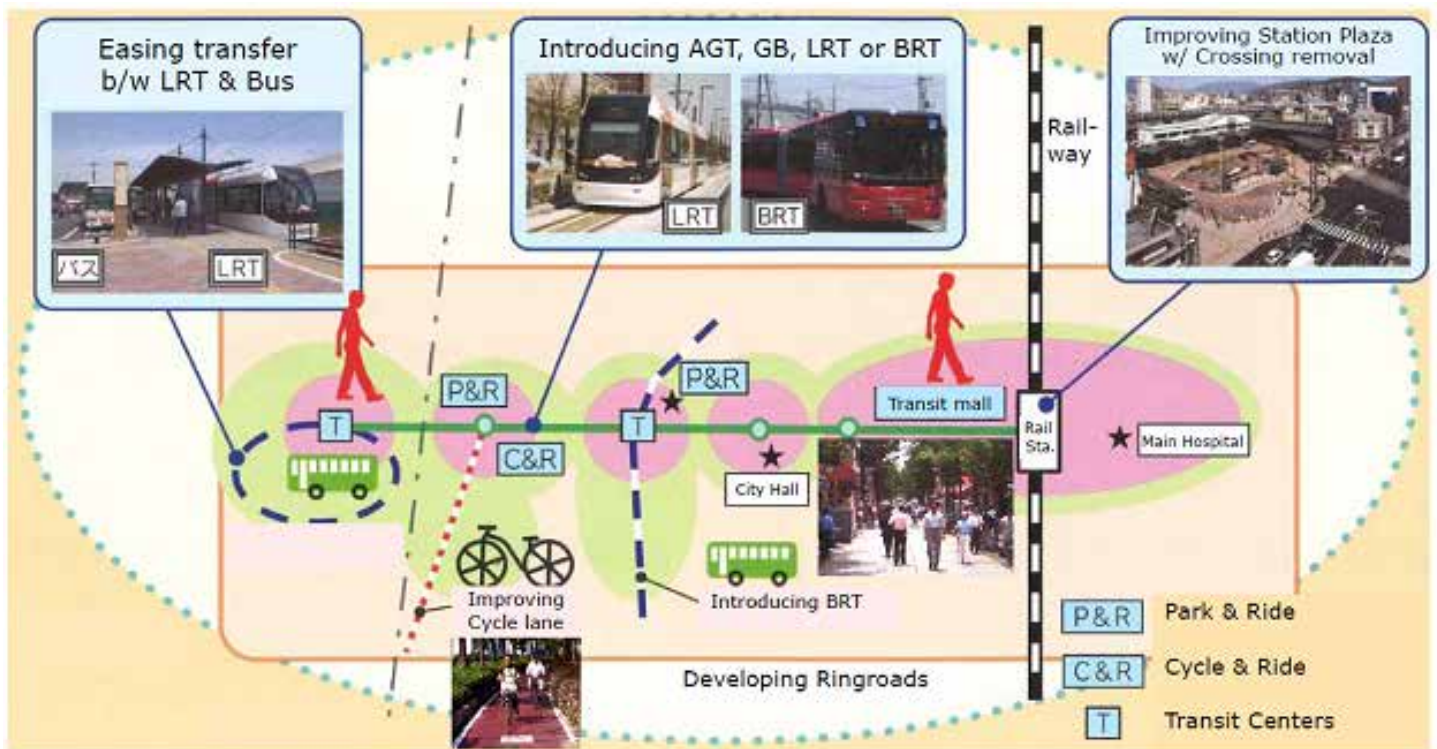 Easing transfer
b/w LRT & Bus
バス
LRT
Introducing AGT, GB, LRT or BRT
LRT
BRT
Improving Station Plaza
w/ Crossing removal
Rail-
way
P&R
P&R
Transit mall
T
T
C&R
Rail
Sta.
Main Hospital
City Hall
Improving
Cycle lane
Introducing BRT
Developing Ringroads
P&R Park & Ride
C&R Cycle & Ride
T Transit Centers